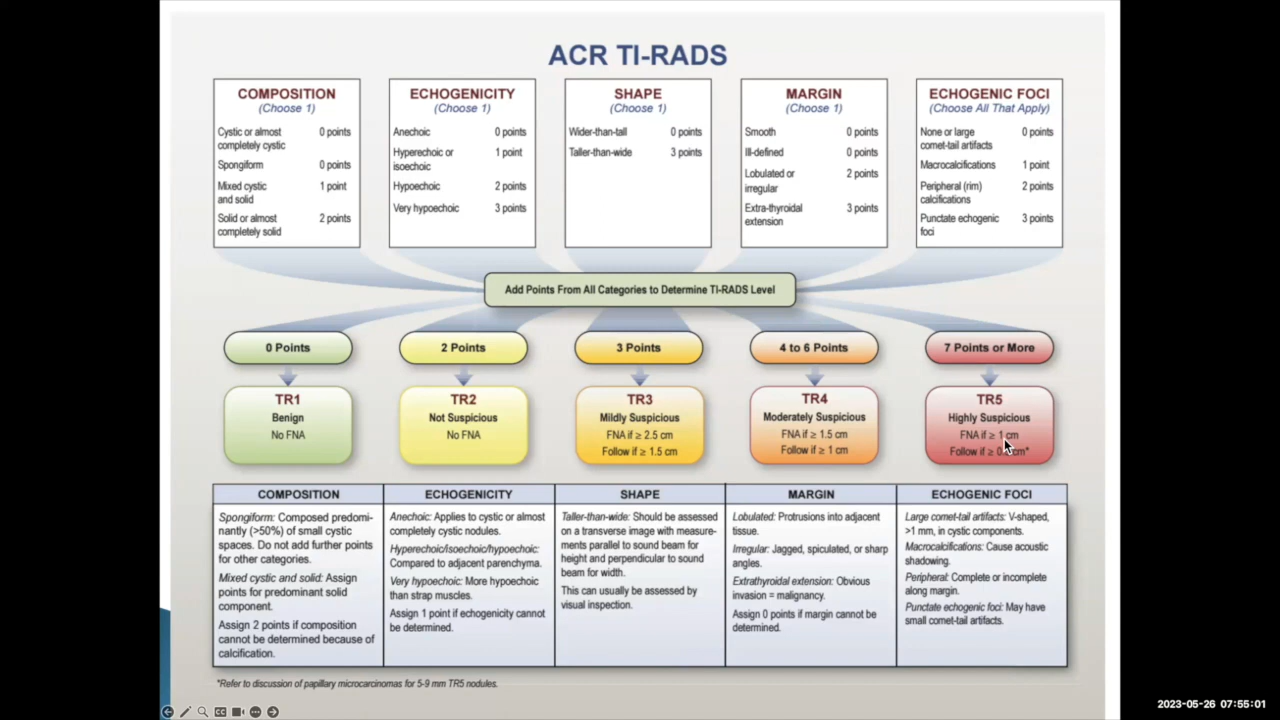 ACR TI-RADS
COMPOSITION
(Choose 1)
Cystic or almost completely cystic 0 points
Spongiform 0 points
Mixed cystic and solid 1 point
Solid or almost completely solid 2 points
ECHOGENICITY
(Choose 1)
Anechoic 0 points
Hyperechoic or isoechoic 1 point
Hypoechoic 2 points
Very hypoechoic 3 points
SHAPE
(Choose 1)
Wider-than-tall 0 points
Taller-than-wide 3 points
MARGIN
(Choose 1)
Smooth 0 points
Ill-defined 0 points
Lobulated or irregular 2 points
Extra-thyroidal extension 3 points
ECHOGENIC FOCI
(Choose All That Apply)
None or large comet-tail artifacts 0 points
Macrocalcifications 1 point
Peripheral (rim) calcifications 2 points
Punctate echogenic foci 3 points
Add Points From All Categories to Determine TI-RADS Level
0 Points
2 Points
3 Points
4 to 6 Points
7 Points or More
TR1
Benign
No FNA
TR2
Not Suspicious
No FNA
TR3
Mildly Suspicious
FNA if ≥ 2.5 cm
Follow if ≥ 1.5 cm
TR4
Moderately Suspicious
FNA if ≥ 1.5 cm
Follow if ≥ 1 cm
TR5
Highly Suspicious
FNA if ≥ 1 cm
Follow if ≥ cm*
COMPOSITION
Spongiform: Composed predomi-
nantly (>50%) of small cystic
spaces. Do not add further points
for other categories.
Mixed cystic and solid: Assign
points for predominant solid
component.
Assign 2 points if composition
cannot be determined because of
calcification.
ECHOGENICITY
Anechoic: Applies to cystic or almost
completely cystic nodules.
Hyperechoic/isoechoic/hypoechoic:
Compared to adjacent parenchyma.
Very hypoechoic: More hypoechoic
than strap muscles.
Assign 1 point if echogenicity cannot
be determined.
SHAPE
Taller-than-wide: Should be assessed
on a transverse image with measure-
ments parallel to sound beam for
height and perpendicular to sound
beam for width.
This can usually be assessed by
visual inspection.
MARGIN
Lobulated: Protrusions into adjacent
tissue.
Irregular: Jagged, spiculated, or sharp
angles.
Extrathyroidal extension: Obvious
invasion = malignancy.
Assign 0 points if margin cannot be
determined.
ECHOGENIC FOCI
Large comet-tail artifacts: V-shaped,
>1 mm, in cystic components.
Macrocalcifications: Cause acoustic
shadowing.
Peripheral: Complete or incomplete
along margin.
Punctate echogenic foci: May have
small comet-tail artifacts.
*Refer to discussion of papillary microcarcinomas for 5-9 mm TR5 nodules.
2023-05-26 07:55:01